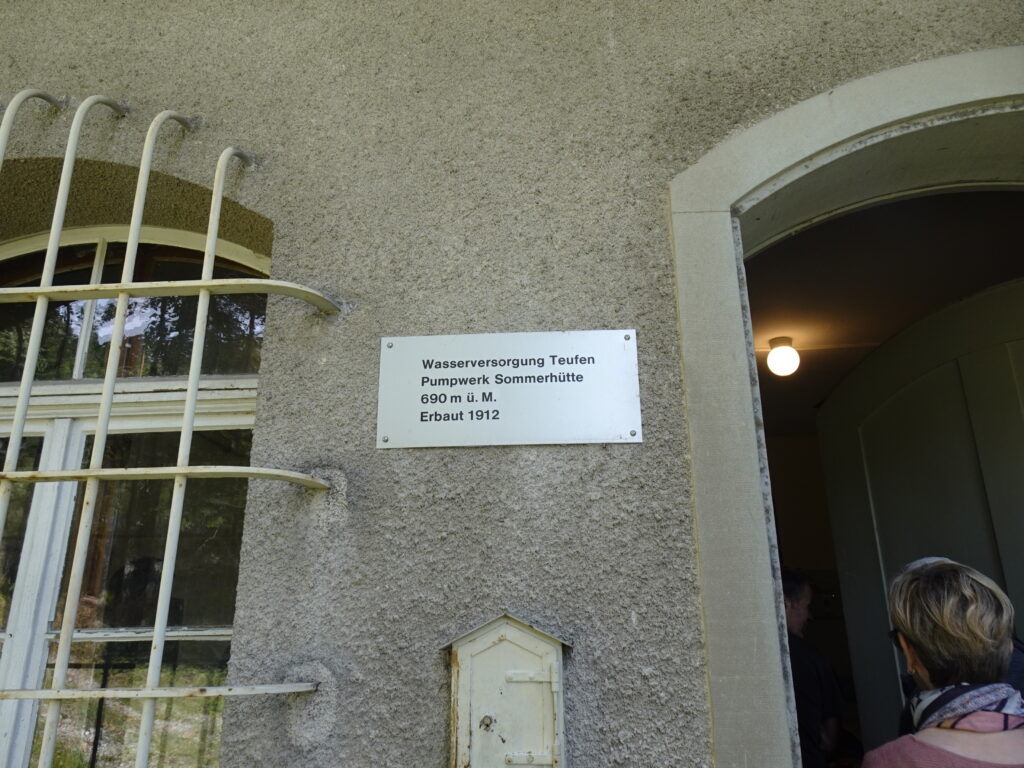 Wasserversorgung Teufen
Pumpwerk Sommerhütte
690 m ü. M.
Erbaut 1912